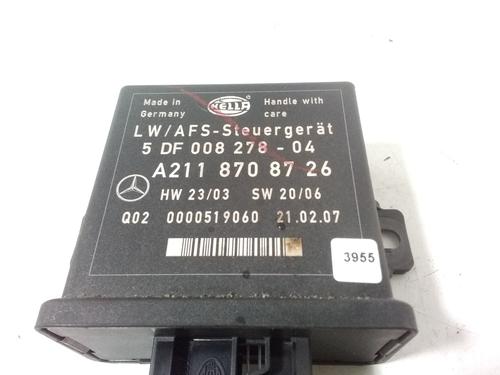 HELLA
Made in Germany
Handle with care
LW/AFS-Steuergerät
5 DF 008 278 - 04
A211 870 87 26
HW 23/03 SW 20/06
Q02 0000519060 21.02.07
3955